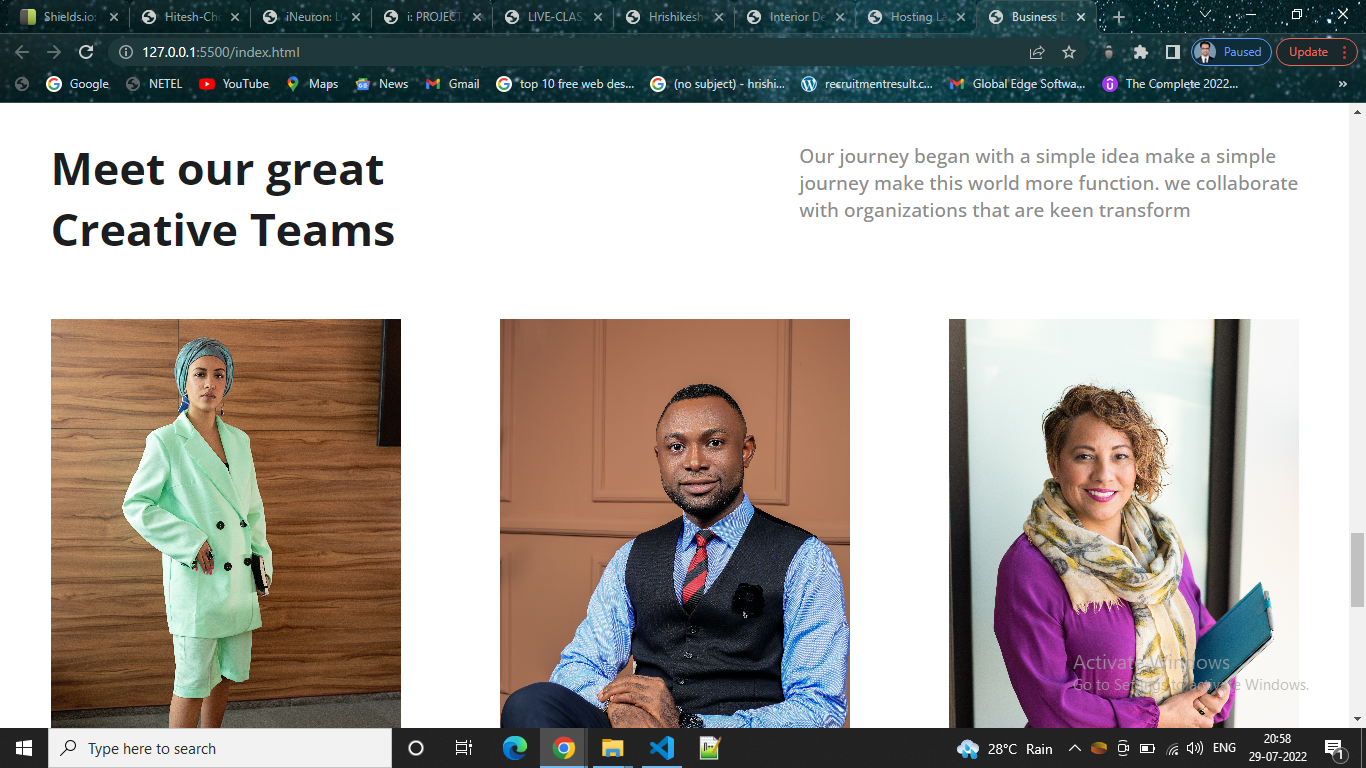 Shields.io:
Hitesh-Cho
iNeuron: L
i: PROJECT
LIVE-CLAS
Hrishikesh
Interior De
Hosting La
Business L
127.0.0.1:5500/index.html
Paused
Update
Google
NETEL
YouTube
Maps
News
Gmail
top 10 free web des...
(no subject) - hrishi...
recruitmentresult.c...
Global Edge Softwa...
The Complete 2022...
Meet our great
Creative Teams
Our journey began with a simple idea make a simple
journey make this world more function. we collaborate
with organizations that are keen transform
Activate Windows
Go to Settings to activate Windows.
Type here to search
28°C Rain
ENG
20:58
29-07-2022
1